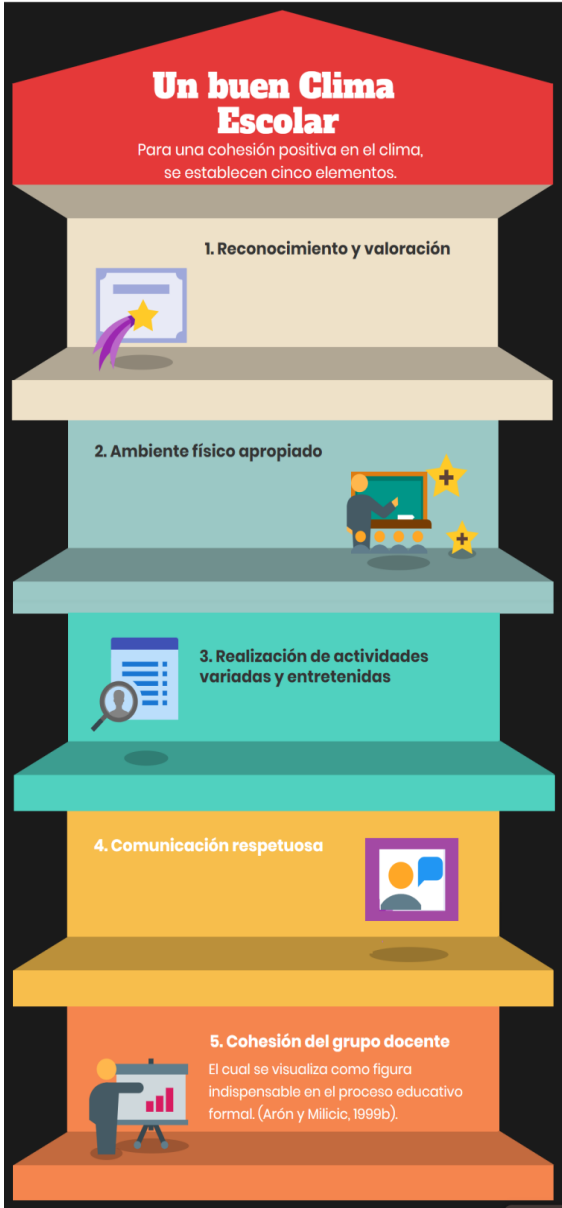 Un buen Clima
Escolar
Para una cohesión positiva en el clima,
se establecen cinco elementos.
1. Reconocimiento y valoración
2. Ambiente físico apropiado
3. Realización de actividades
variadas y entretenidas
4. Comunicación respetuosa
5. Cohesión del grupo docente
El cual se visualiza como figura
indispensable en el proceso educativo
formal. (Arón y Milicic, 1999b).